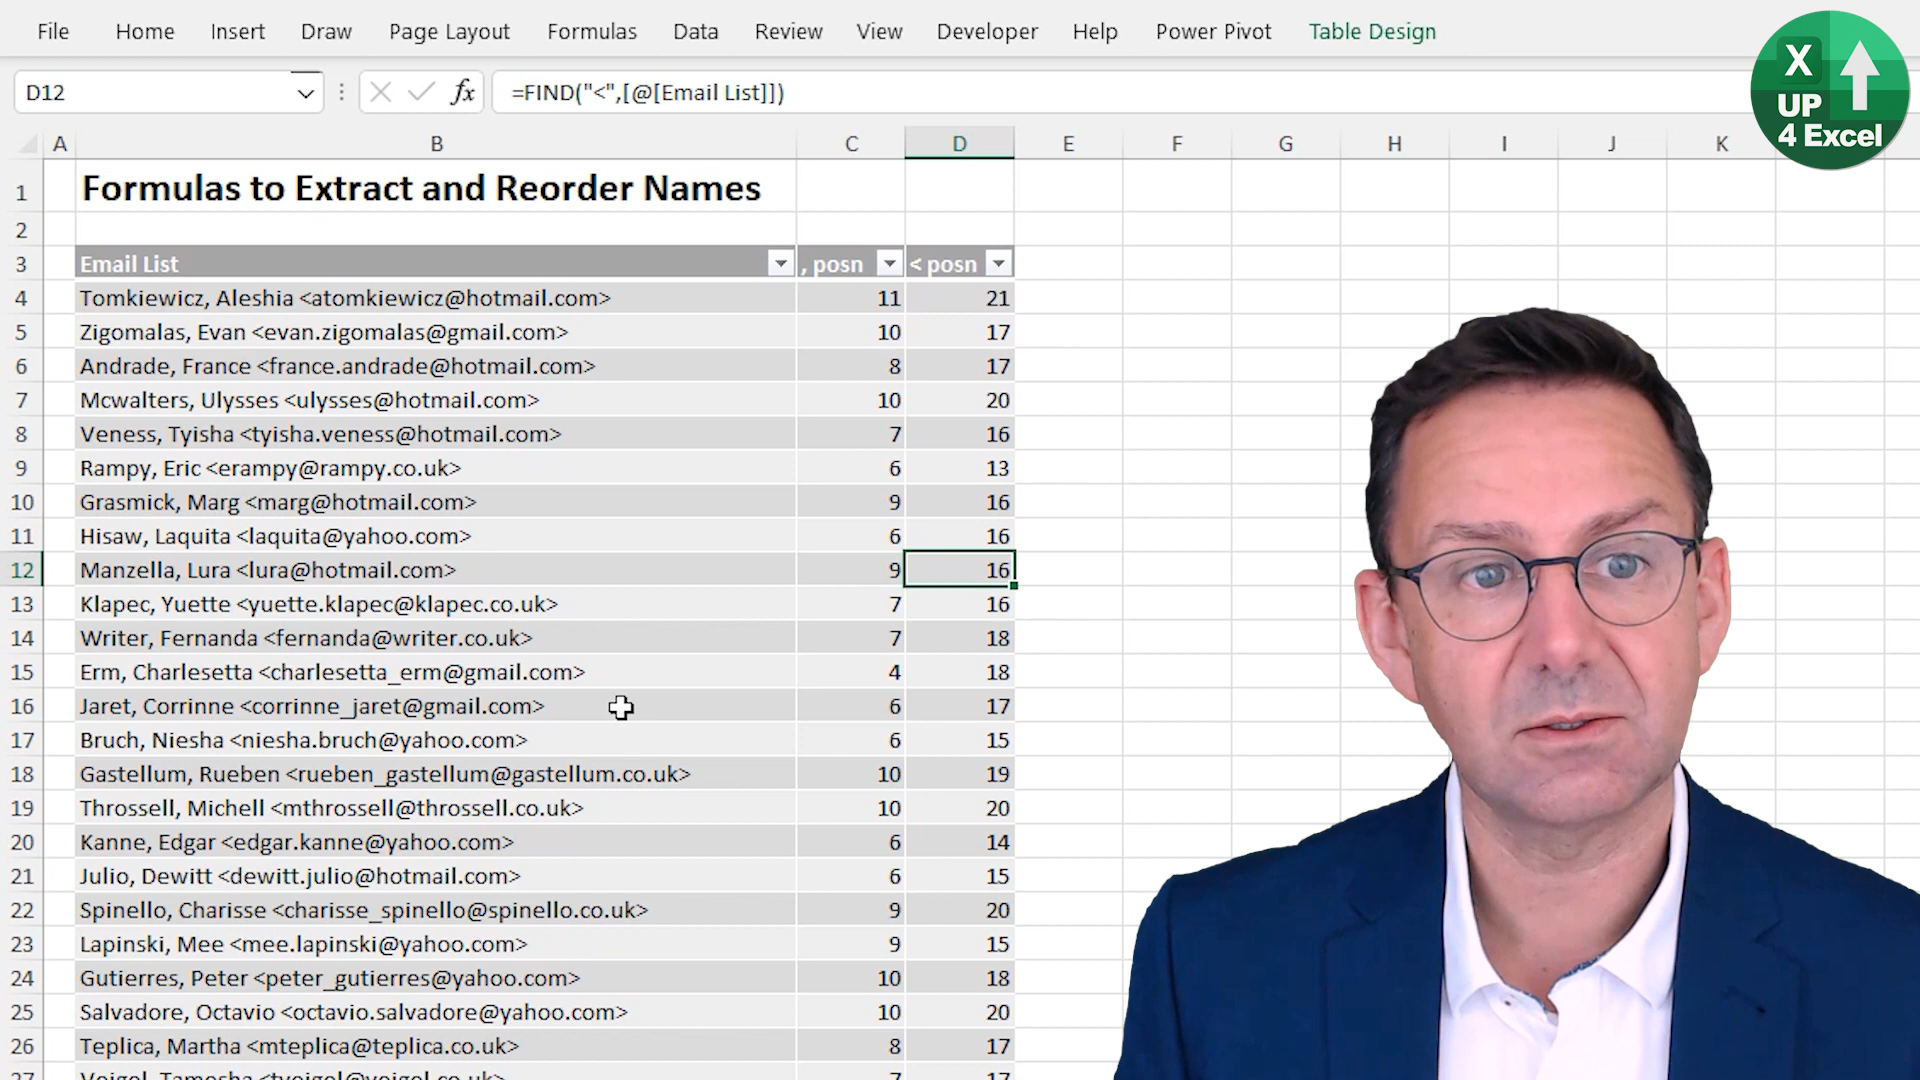 File Home Insert Draw Page Layout Formulas Data Review View Developer Help Power Pivot Table Design
X UP 4 Excel
D12 fx =FIND("<",[@[Email List]])
A B C D E F G H I J K
1 Formulas to Extract and Reorder Names
2
3 Email List , posn < posn
4 Tomkiewicz, Aleshia <atomkiewicz@hotmail.com> 11 21
5 Zigomalas, Evan <evan.zigomalas@gmail.com> 10 17
6 Andrade, France <france.andrade@hotmail.com> 8 17
7 Mcwalters, Ulysses <ulysses@hotmail.com> 10 20
8 Veness, Tyisha <tyisha.veness@hotmail.com> 7 16
9 Rampy, Eric <erampy@rampy.co.uk> 6 13
10 Grasmick, Marg <marg@hotmail.com> 9 16
11 Hisaw, Laquita <laquita@yahoo.com> 6 16
12 Manzella, Lura <lura@hotmail.com> 9 16
13 Klapec, Yuette <yuette.klapec@klapec.co.uk> 7 16
14 Writer, Fernanda <fernanda@writer.co.uk> 7 18
15 Erm, Charlesetta <charlesetta_erm@gmail.com> 4 18
16 Jaret, Corrinne <corrinne_jaret@gmail.com> 6 17
17 Bruch, Niesha <niesha.bruch@yahoo.com> 6 15
18 Gastellum, Rueben <rueben_gastellum@gastellum.co.uk> 10 19
19 Throssell, Michell <mthrossell@throssell.co.uk> 10 20
20 Kanne, Edgar <edgar.kanne@yahoo.com> 6 14
21 Julio, Dewitt <dewitt.julio@hotmail.com> 6 15
22 Spinello, Charisse <charisse_spinello@spinello.co.uk> 9 20
23 Lapinski, Mee <mee.lapinski@yahoo.com> 9 15
24 Gutierres, Peter <peter_gutierres@yahoo.com> 10 18
25 Salvadore, Octavio <octavio.salvadore@yahoo.com> 10 20
26 Teplica, Martha <mteplica@teplica.co.uk> 8 17